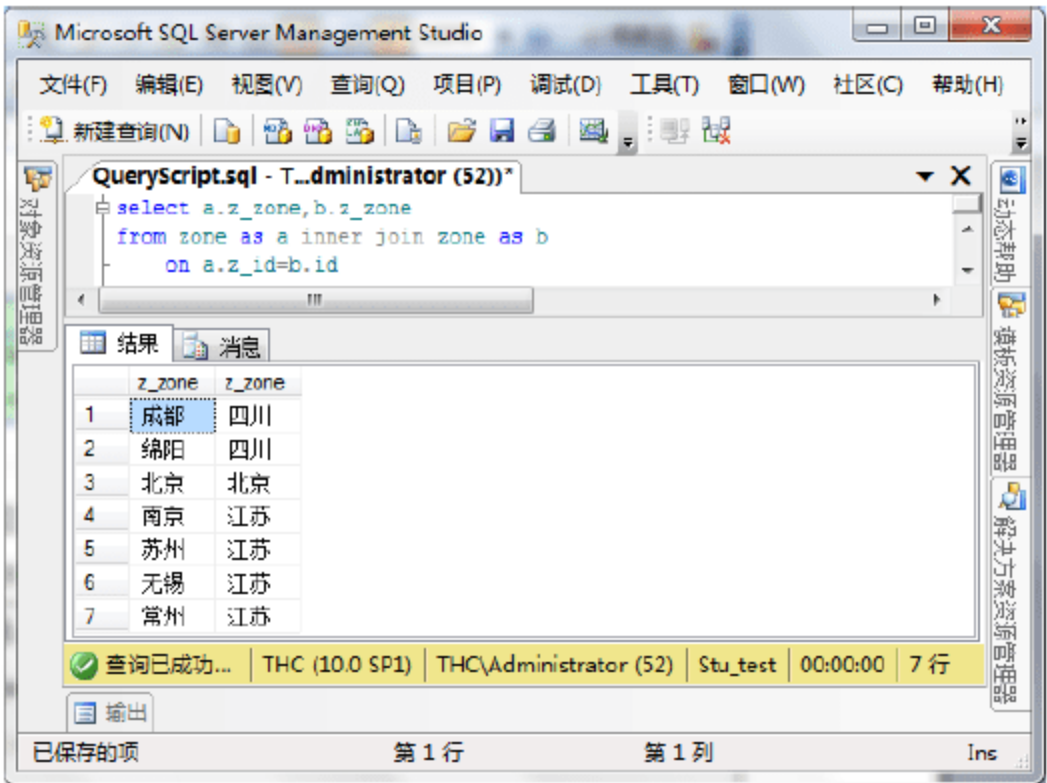 Microsoft SQL Server Management Studio
文件(F) 编辑(E) 视图(V) 查询(Q) 项目(P) 调试(D) 工具(T) 窗口(W) 社区(C) 帮助(H)
新建查询(N)
QueryScript.sql - T...dministrator (52))*
select a.z_zone,b.z_zone
from zone as a inner join zone as b
on a.z_id=b.id
对象资源管理器
结果 消息
z_zone z_zone
1 成都 四川
2 绵阳 四川
3 北京 北京
4 南京 江苏
5 苏州 江苏
6 无锡 江苏
7 常州 江苏
动态帮助
模板资源管理器
解决方案资源管理器
查询已成功... THC (10.0 SP1) THC\Administrator (52) Stu_test 00:00:00 7 行
输出
已保存的项 第 1 行 第 1 列 Ins